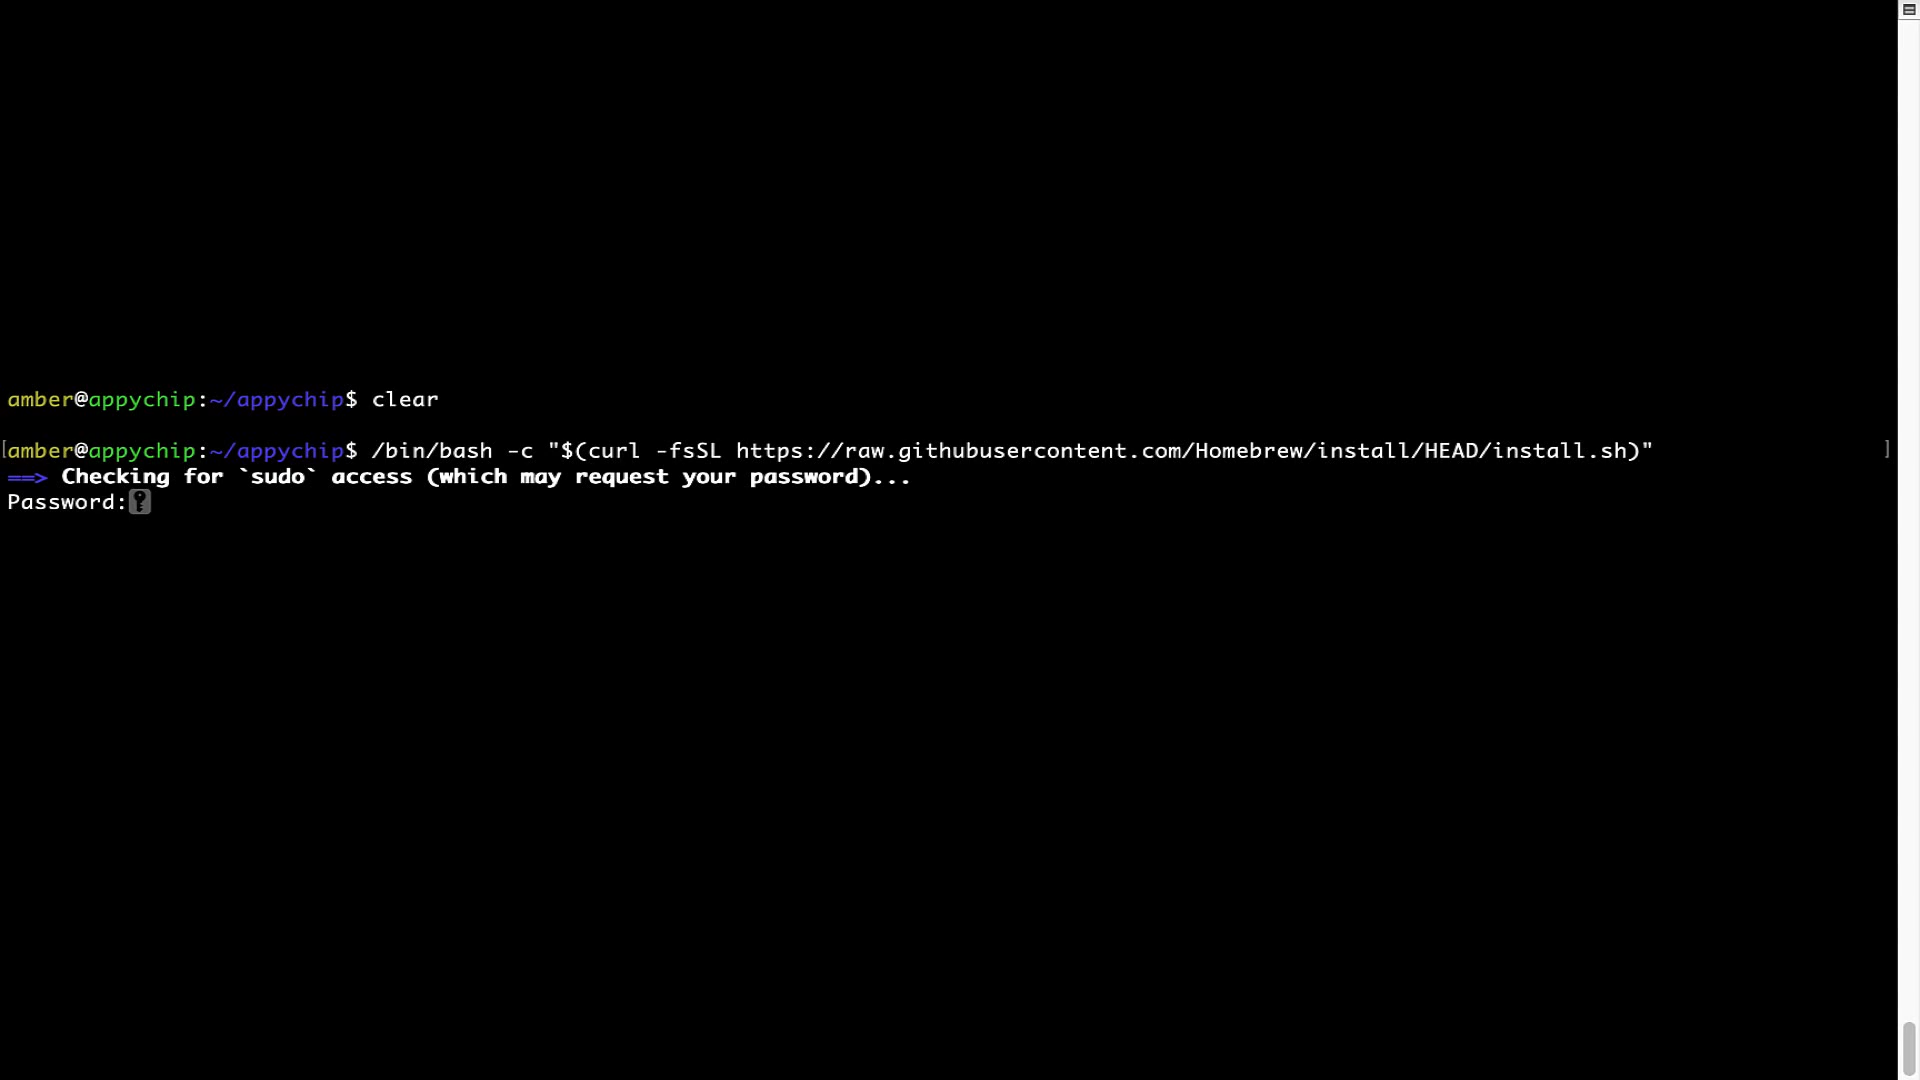 amber@appychip:~/appychip$ clear
[amber@appychip:~/appychip$ /bin/bash -c "$(curl -fsSL https://raw.githubusercontent.com/Homebrew/install/HEAD/install.sh)" ]
==> Checking for `sudo` access (which may request your password)...
Password: